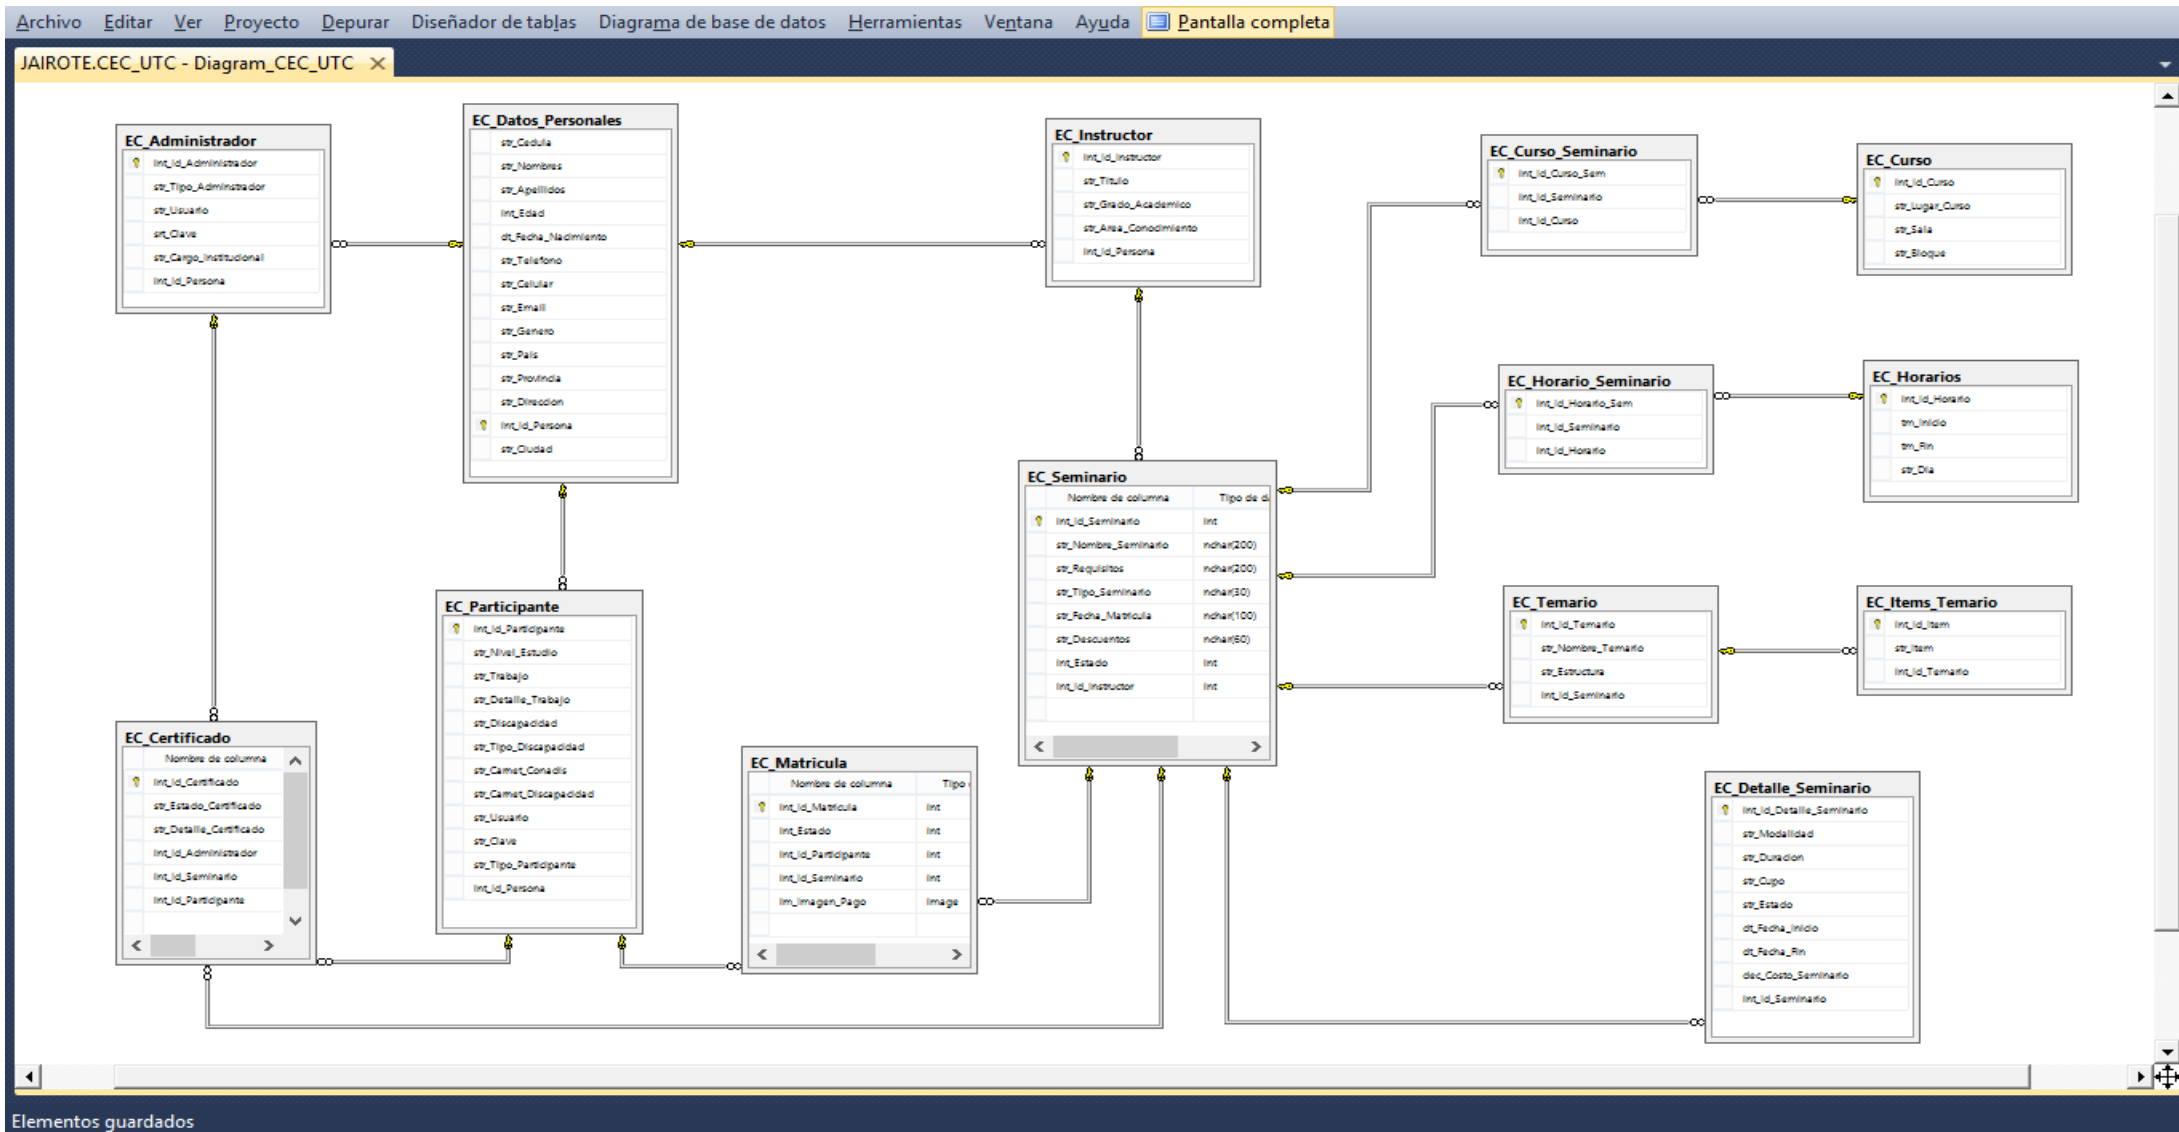 Archivo Editar Ver Proyecto Depurar Diseñador de tablas Diagrama de base de datos Herramientas Ventana Ayuda Pantalla completa
JAIROTE.CEC_UTC - Diagram_CEC_UTC
EC_Administrador
int_Id_Administrador
str_Tipo_Adminstrador
str_Usuario
srt_Clave
str_Cargo_Institucional
int_Id_Persona
EC_Datos_Personales
str_Cedula
str_Nombres
str_Apellidos
int_Edad
dt_Fecha_Nacimiento
str_Telefono
str_Celular
str_Email
str_Genero
str_Pais
str_Provincia
str_Direccion
int_Id_Persona
str_Ciudad
EC_Instructor
int_Id_Instructor
str_Titulo
str_Grado_Academico
str_Area_Conocimiento
int_Id_Persona
EC_Curso_Seminario
int_Id_Curso_Sem
int_Id_Seminario
int_Id_Curso
EC_Curso
int_Id_Curso
str_Lugar_Curso
str_Sala
str_Bloque
EC_Horario_Seminario
int_Id_Horario_Sem
int_Id_Seminario
int_Id_Horario
EC_Horarios
int_Id_Horario
tm_Inicio
tm_Fin
str_Dia
EC_Seminario
Nombre de columna Tipo de d
int_Id_Seminario int
str_Nombre_Seminario nchar(200)
str_Requisitos nchar(200)
str_Tipo_Seminario nchar(30)
str_Fecha_Matricula nchar(100)
str_Descuentos nchar(60)
int_Estado int
int_Id_Instructor int
EC_Participante
int_Id_Participante
str_Nivel_Estudio
str_Trabajo
str_Detalle_Trabajo
str_Discapacidad
str_Tipo_Discapacidad
str_Carnet_Conadis
str_Carnet_Discapacidad
str_Usuario
str_Clave
str_Tipo_Participante
int_Id_Persona
EC_Temario
int_Id_Temario
str_Nombre_Temario
str_Estructura
int_Id_Seminario
EC_Items_Temario
int_Id_Item
str_Item
int_Id_Temario
EC_Certificado
Nombre de columna
int_Id_Certificado
str_Estado_Certificado
str_Detalle_Certificado
int_Id_Administrador
int_Id_Seminario
int_Id_Participante
EC_Matricula
Nombre de columna Tipo
int_Id_Matricula int
int_Estado int
int_Id_Participante int
int_Id_Seminario int
im_Imagen_Pago image
EC_Detalle_Seminario
int_Id_Detalle_Seminario
str_Modalidad
str_Duracion
str_Cupo
str_Estado
dt_Fecha_Inicio
dt_Fecha_Fin
dec_Costo_Seminario
int_Id_Seminario
Elementos guardados